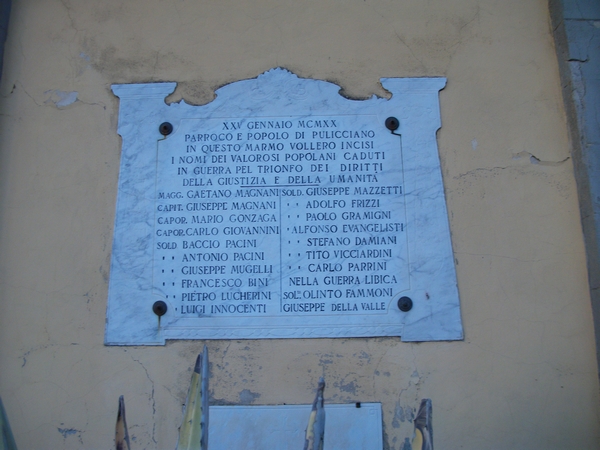 XXV GENNAIO MCMXX
PARROCO E POPOLO DI PULICCIANO
IN QUESTO MARMO VOLLERO INCISI
I NOMI DEI VALOROSI POPOLANI CADUTI
IN GUERRA PEL TRIONFO DEI DIRITTI
DELLA GIUSTIZIA E DELLA UMANITÀ
MAGG. GAETANO MAGNANI
CAPIT. GIUSEPPE MAGNANI
CAPOR. MARIO GONZAGA
CAPOR. CARLO GIOVANNINI
SOLD BACCIO PACINI
" ANTONIO PACINI
" GIUSEPPE MUGELLI
" FRANCESCO BINI
" PIETRO LUCHERINI
" LUIGI INNOCENTI
SOLD. GIUSEPPE MAZZETTI
" ADOLFO FRIZZI
" PAOLO GRAMIGNI
" ALFONSO EVANGELISTI
" STEFANO DAMIANI
" TITO VICCIARDINI
" CARLO PARRINI
NELLA GUERRA LIBICA
SOL. OLINTO FAMMONI
GIUSEPPE DELLA VALLE